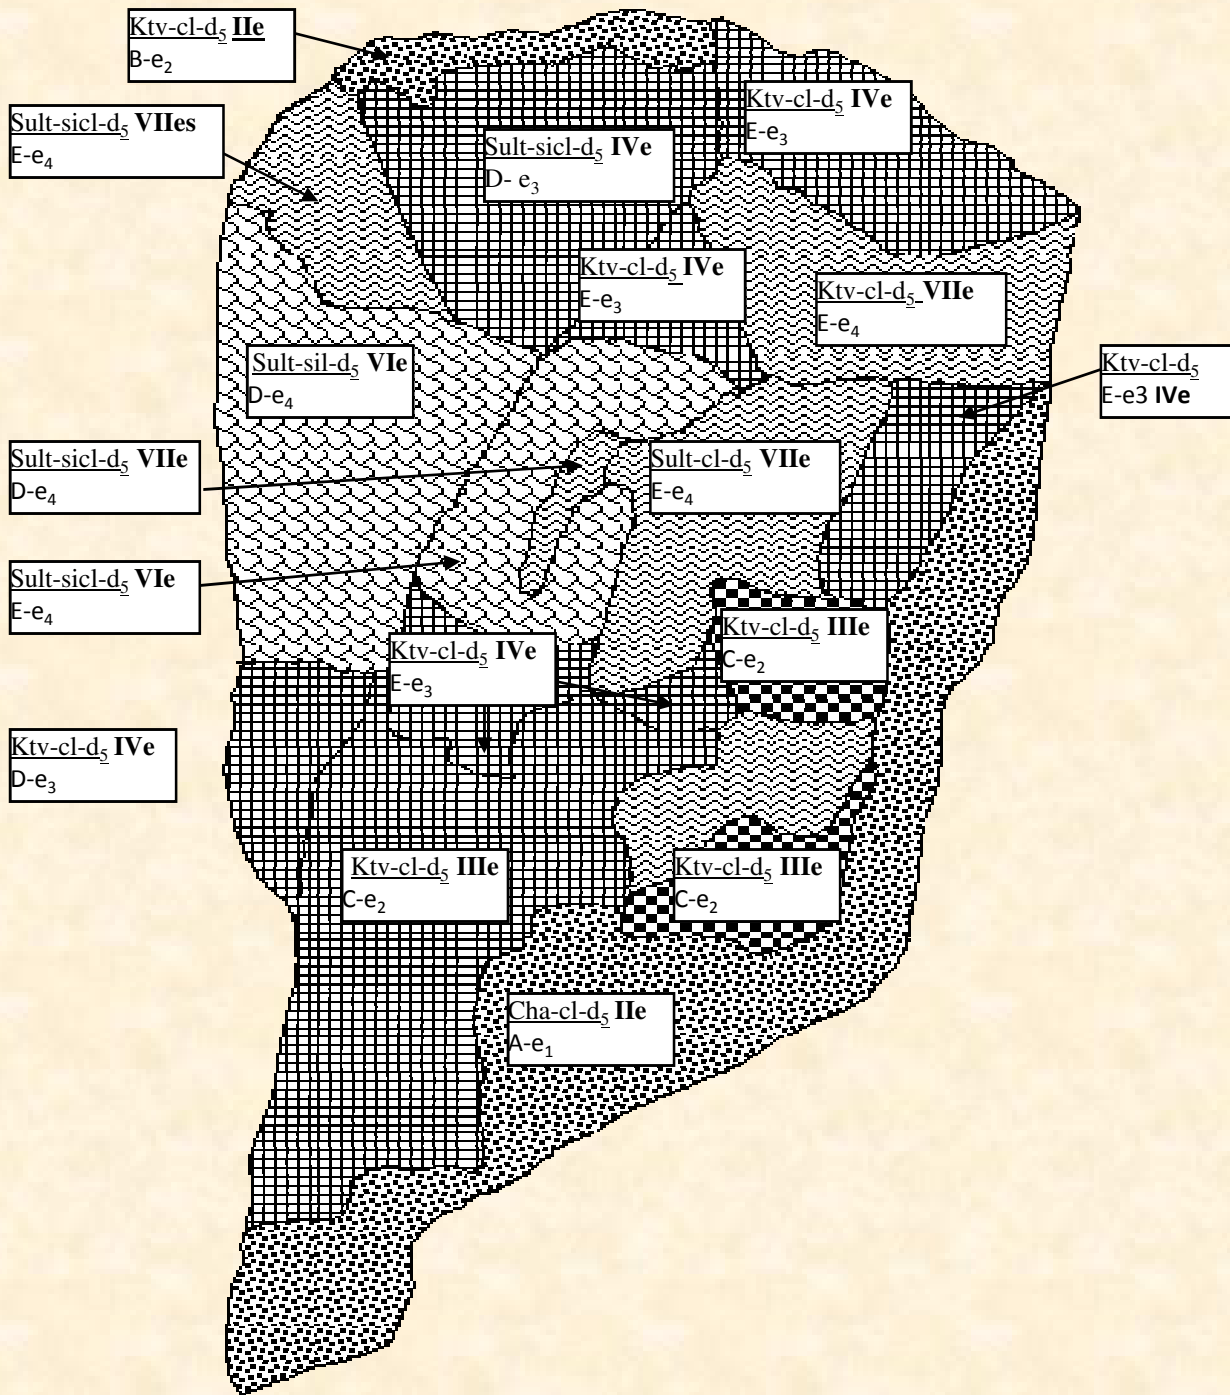 Ktv-cl-d5 IIe
B-e2
Sult-sicl-d5 VIIes
E-e4
Ktv-cl-d5 IVe
E-e3
Sult-sicl-d5 IVe
D- e3
Ktv-cl-d5 IVe
E-e3
Ktv-cl-d5 VIIe
E-e4
Sult-sil-d5 VIe
D-e4
Ktv-cl-d5
E-e3 IVe
Sult-sicl-d5 VIIe
D-e4
Sult-cl-d5 VIIe
E-e4
Sult-sicl-d5 VIe
E-e4
Ktv-cl-d5 IIIe
C-e2
Ktv-cl-d5 IVe
E-e3
Ktv-cl-d5 IVe
D-e3
Ktv-cl-d5 IIIe
C-e2
Ktv-cl-d5 IIIe
C-e2
Cha-cl-d5 IIe
A-e1